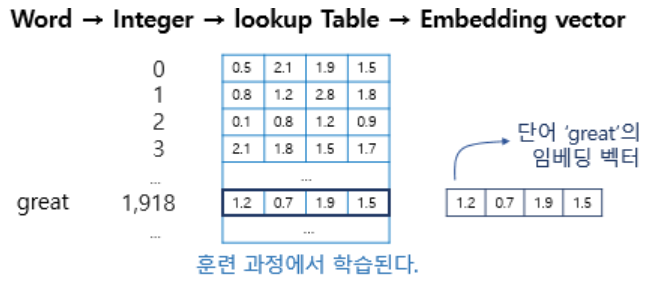 Word → Integer → lookup Table → Embedding vector
0 0.5 2.1 1.9 1.5
1 0.8 1.2 2.8 1.8
2 0.1 0.8 1.2 0.9
3 2.1 1.8 1.5 1.7
... ...
great 1,918 1.2 0.7 1.9 1.5
... ...
훈련 과정에서 학습된다.
단어 ‘great’의
임베딩 벡터
1.2 0.7 1.9 1.5